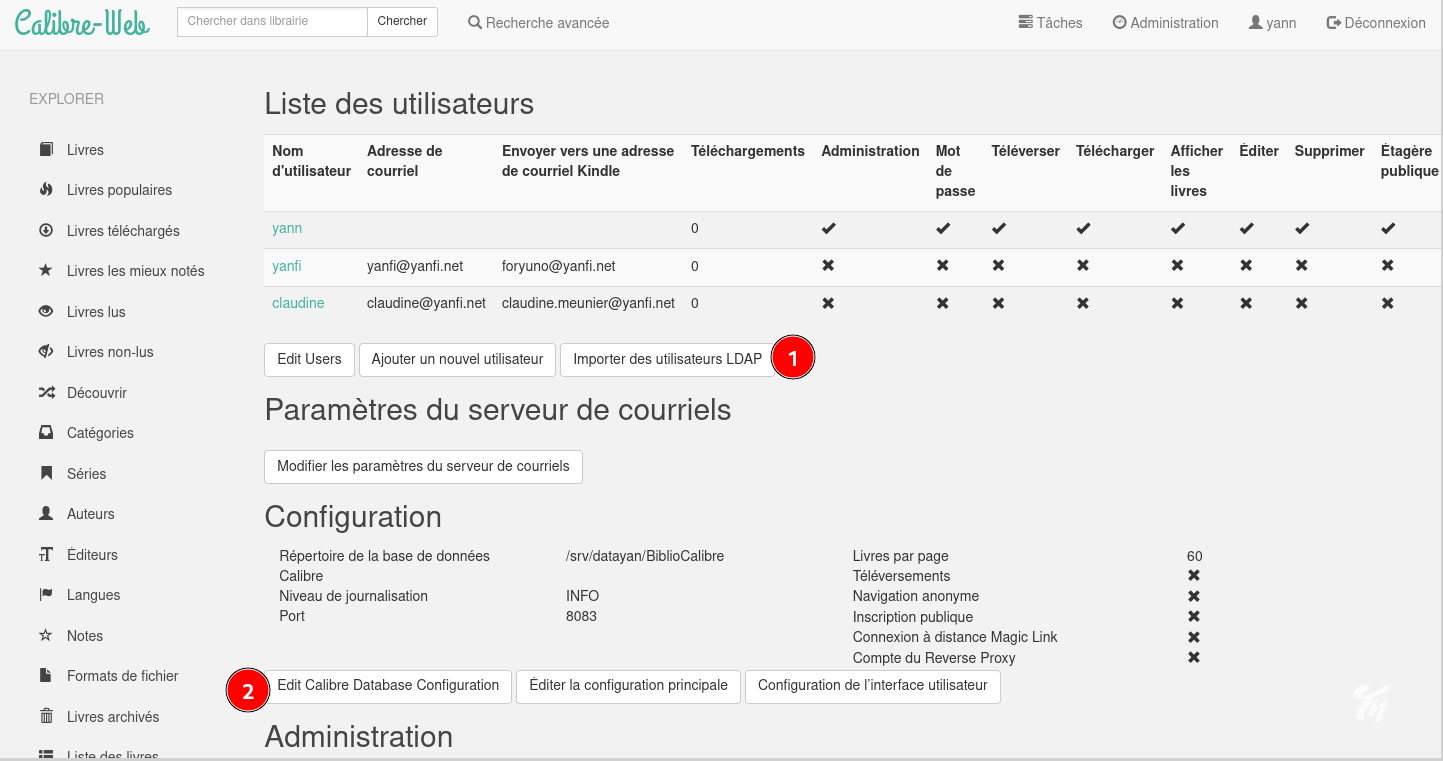 Calibre-Web
Chercher dans librairie
Chercher
Recherche avancée
Tâches
Administration
yann
Déconnexion
EXPLORER
Livres
Livres populaires
Livres téléchargés
Livres les mieux notés
Livres lus
Livres non-lus
Découvrir
Catégories
Séries
Auteurs
Éditeurs
Langues
Notes
Formats de fichier
Livres archivés
Liste des livres
Liste des utilisateurs
Nom d'utilisateur Adresse de courriel Envoyer vers une adresse de courriel Kindle Téléchargements Administration Mot de passe Téléverser Télécharger Afficher les livres Éditer Supprimer Étagère publique
yann 0 ✔ ✔ ✔ ✔ ✔ ✔ ✔ ✔
yanfi yanfi@yanfi.net foryuno@yanfi.net 0 ✖ ✖ ✖ ✖ ✖ ✖ ✖ ✖
claudine claudine@yanfi.net claudine.meunier@yanfi.net 0 ✖ ✖ ✖ ✖ ✖ ✖ ✖ ✖
Edit Users
Ajouter un nouvel utilisateur
Importer des utilisateurs LDAP
1
Paramètres du serveur de courriels
Modifier les paramètres du serveur de courriels
Configuration
Répertoire de la base de données /srv/datayan/BiblioCalibre
Calibre
Niveau de journalisation INFO
Port 8083
Livres par page 60
Téléversements ✖
Navigation anonyme ✖
Inscription publique ✖
Connexion à distance Magic Link ✖
Compte du Reverse Proxy ✖
2
Edit Calibre Database Configuration
Éditer la configuration principale
Configuration de l’interface utilisateur
Administration